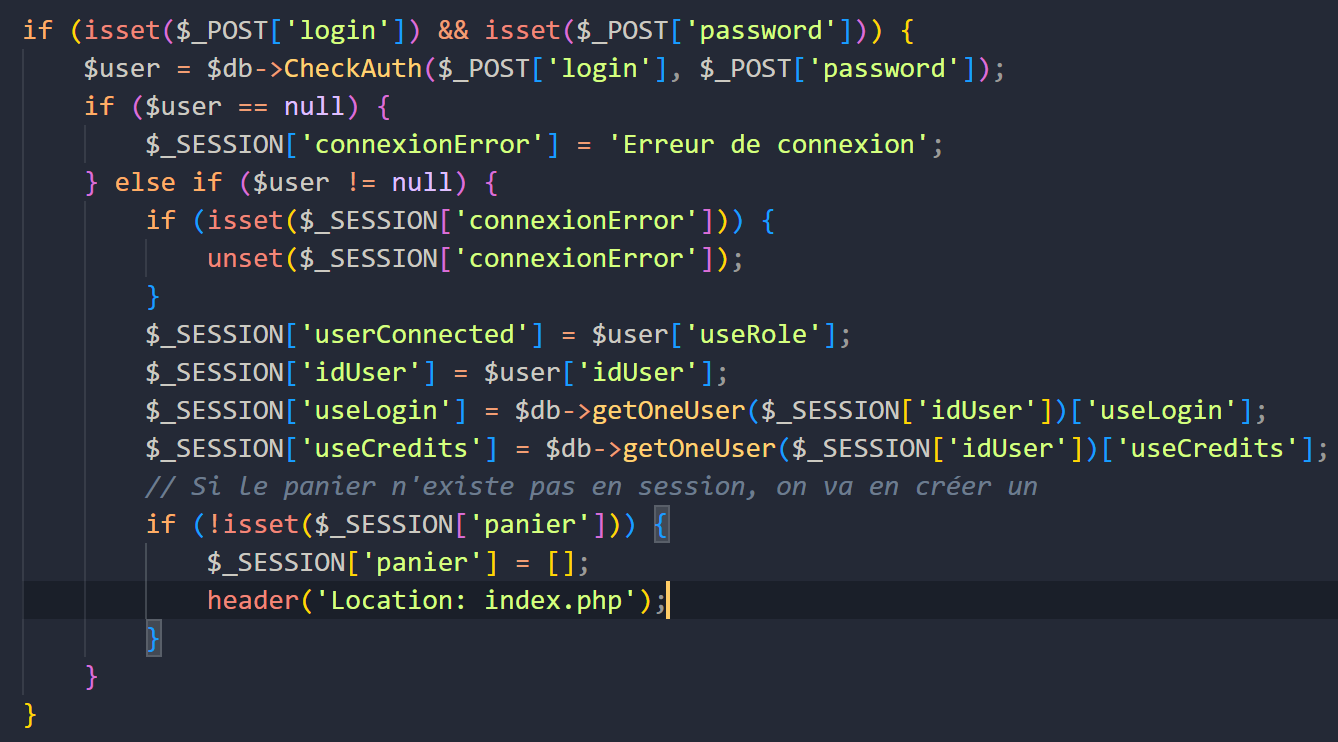 if (isset($_POST['login']) && isset($_POST['password'])) {
    $user = $db->CheckAuth($_POST['login'], $_POST['password']);
    if ($user == null) {
        $_SESSION['connexionError'] = 'Erreur de connexion';
    } else if ($user != null) {
        if (isset($_SESSION['connexionError'])) {
            unset($_SESSION['connexionError']);
        }
        $_SESSION['userConnected'] = $user['useRole'];
        $_SESSION['idUser'] = $user['idUser'];
        $_SESSION['useLogin'] = $db->getOneUser($_SESSION['idUser'])['useLogin'];
        $_SESSION['useCredits'] = $db->getOneUser($_SESSION['idUser'])['useCredits'];
        // Si le panier n'existe pas en session, on va en créer un
        if (!isset($_SESSION['panier'])) {
            $_SESSION['panier'] = [];
            header('Location: index.php');
        }
    }
}